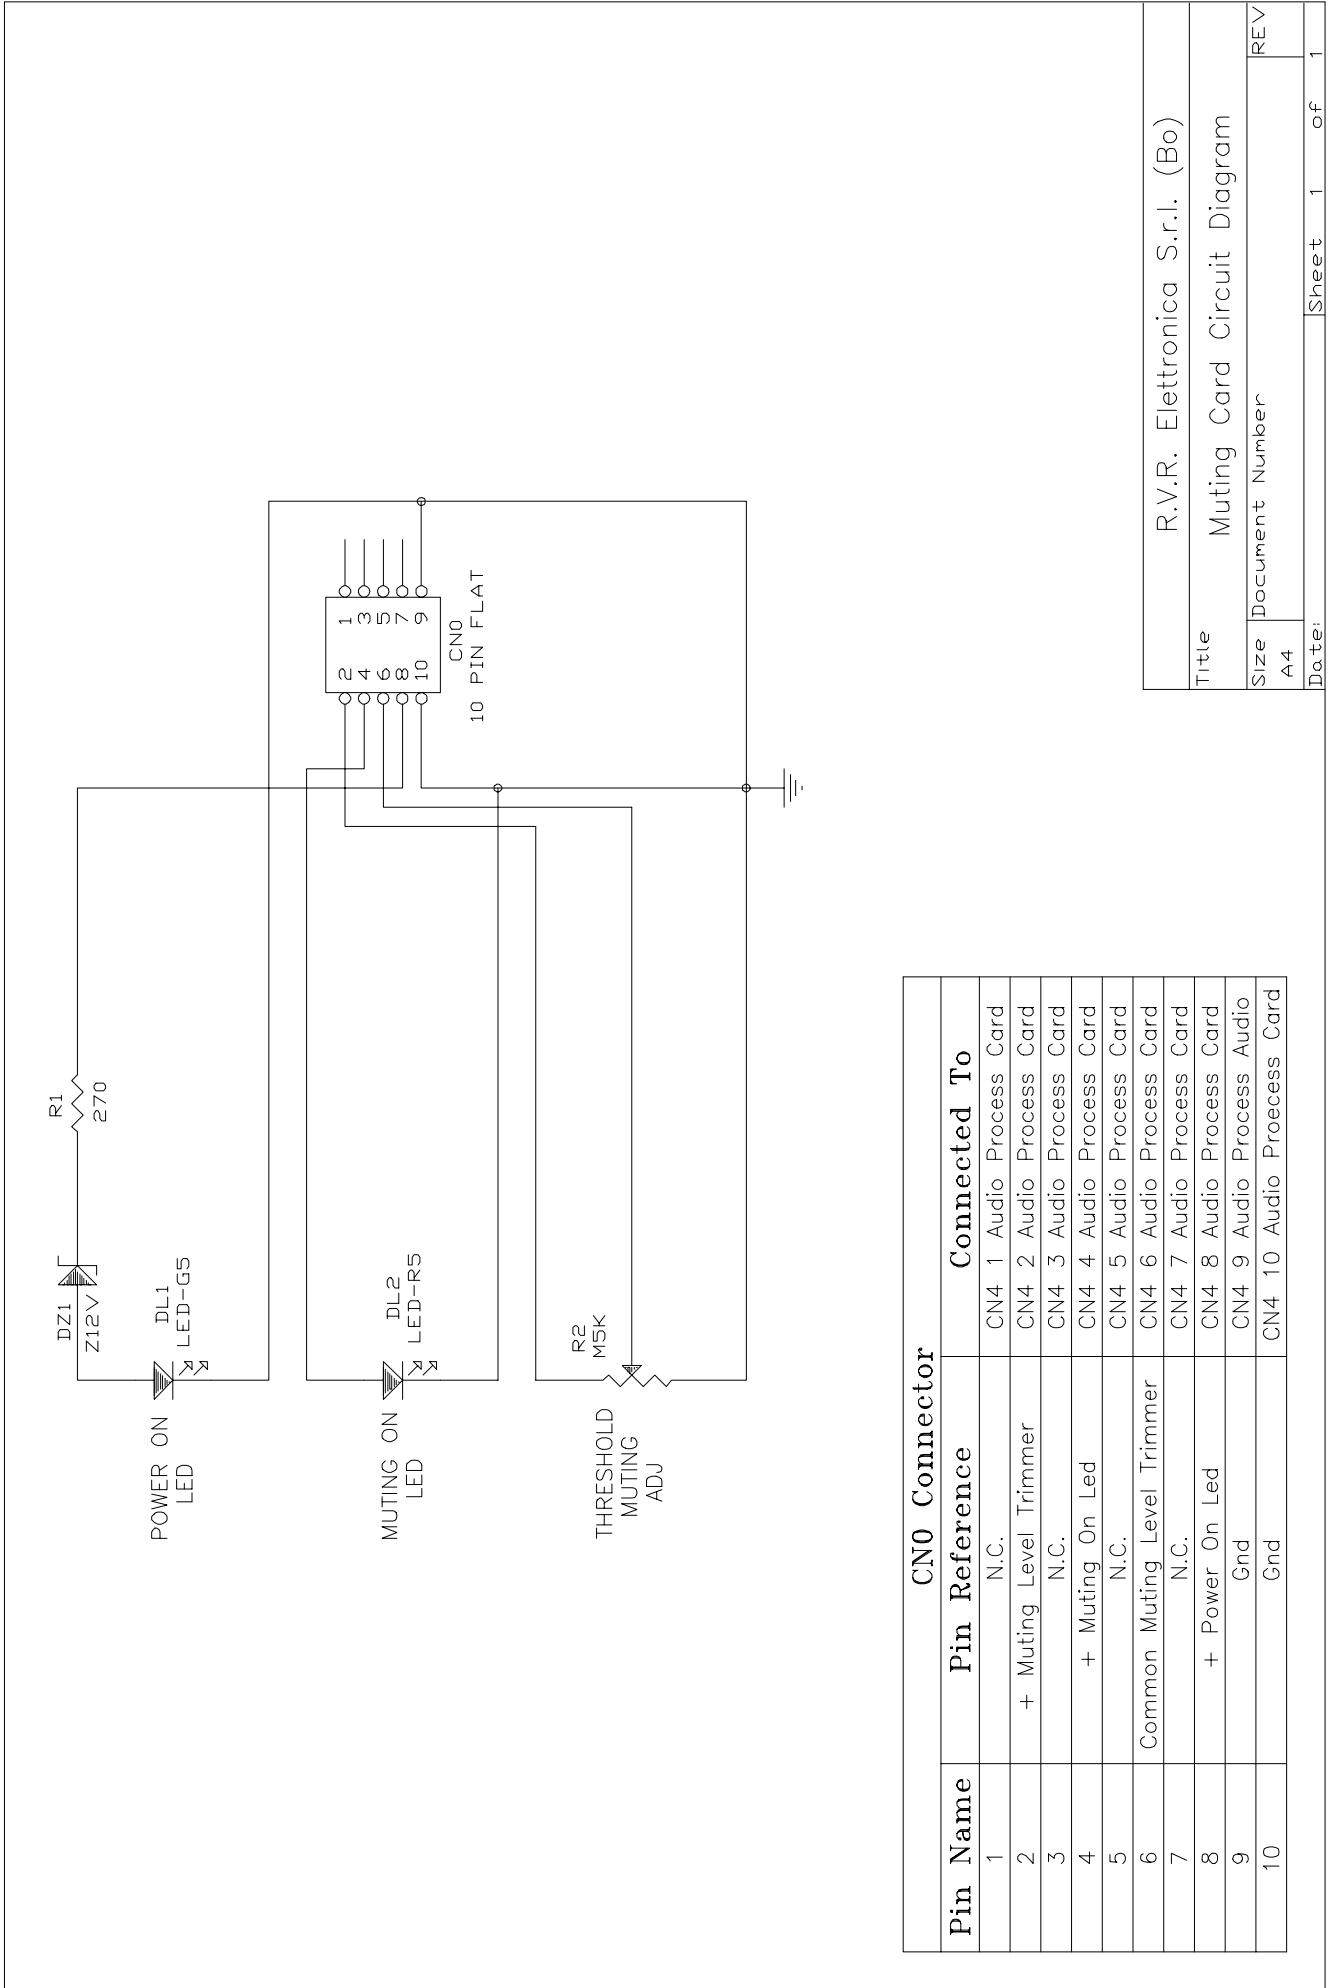 R1
270
DZ1
Z12V
DL1
LED-G5
POWER ON
LED
DL2
LED-R5
MUTING ON
LED
R2
M5K
THRESHOLD
MUTING
ADJ
2 1
4 3
6 5
8 7
10 9
CN0
10 PIN FLAT
CN0 Connector
Pin Name Pin Reference Connected To
1 N.C. CN4 1 Audio Process Card
2 + Muting Level Trimmer CN4 2 Audio Process Card
3 N.C. CN4 3 Audio Process Card
4 + Muting On Led CN4 4 Audio Process Card
5 N.C. CN4 5 Audio Process Card
6 Common Muting Level Trimmer CN4 6 Audio Process Card
7 N.C. CN4 7 Audio Process Card
8 + Power On Led CN4 8 Audio Process Card
9 Gnd CN4 9 Audio Process Audio
10 Gnd CN4 10 Audio Proecess Card
R.V.R. Elettronica S.r.l. (Bo)
Title
Muting Card Circuit Diagram
Size Document Number REV
A4
Date: Sheet 1 of 1